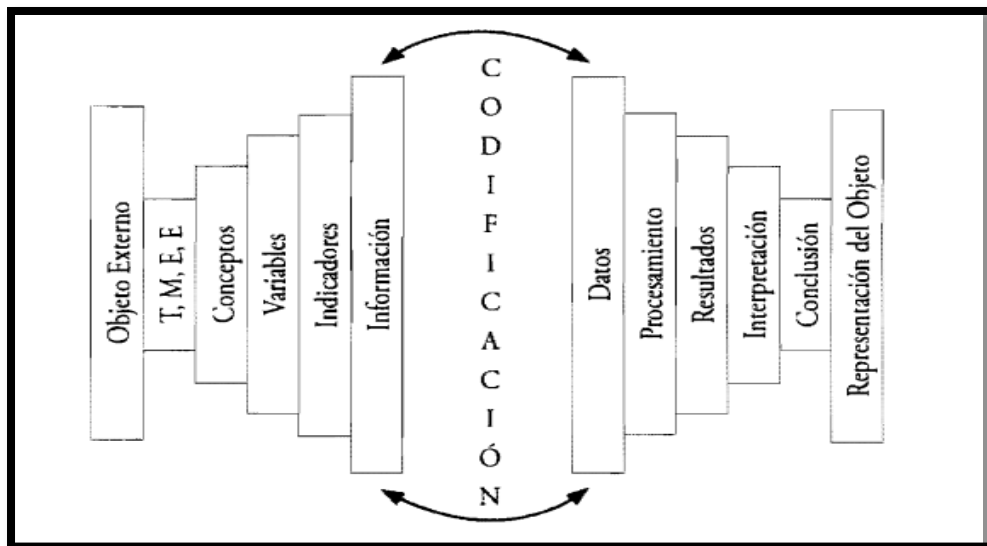 Objeto Externo
T, M, E, E
Conceptos
Variables
Indicadores
Información
CODIFICACIÓN
Datos
Procesamiento
Resultados
Interpretación
Conclusión
Representación del Objeto